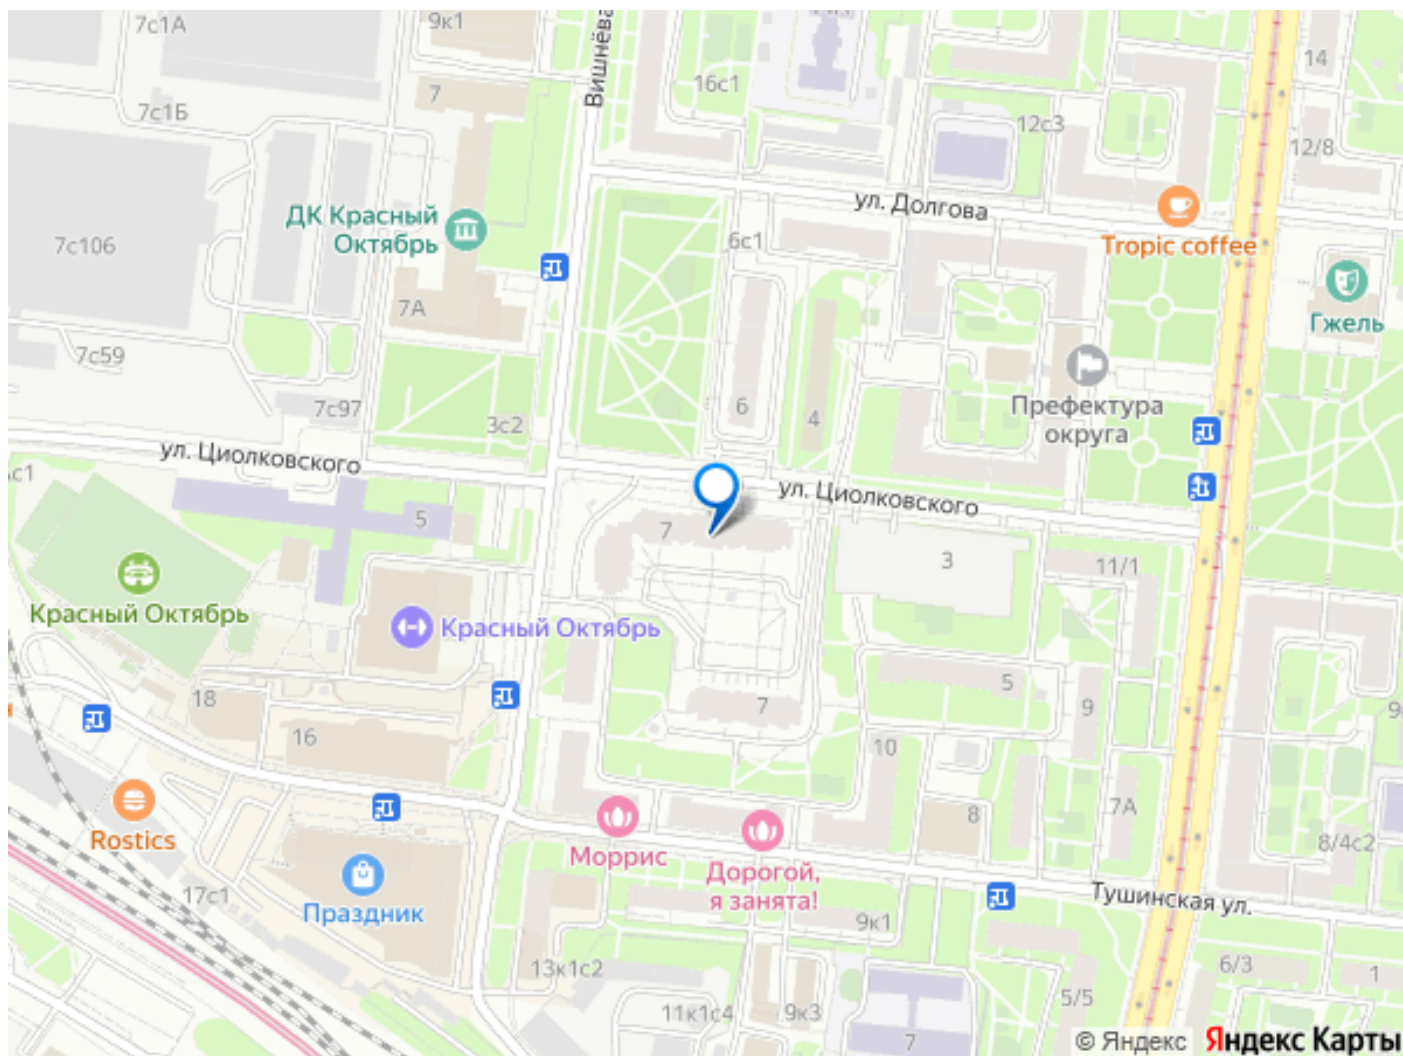 7с1А
9к1
Вишнёва
14
7
16с1
7с1Б
12с3
12/8
ул. Долгова
ДК Красный
Октябрь
7с106
6с1
Tropic coffee
7А
Гжель
7с59
7с97
6
4
Префектура
округа
3с2
ул. Циолковского
с1
ул. Циолковского
5
7
3
11/1
Красный Октябрь
Красный Октябрь
5
18
7
9
9
16
10
Rostics
8
7А
8/4с2
Моррис
Дорогой,
я занята!
17с1
Праздник
Тушинская ул.
9к1
13к1с2
6/3
1
11к1с4
9к3
5/5
7
© Яндекс Яндекс Карты